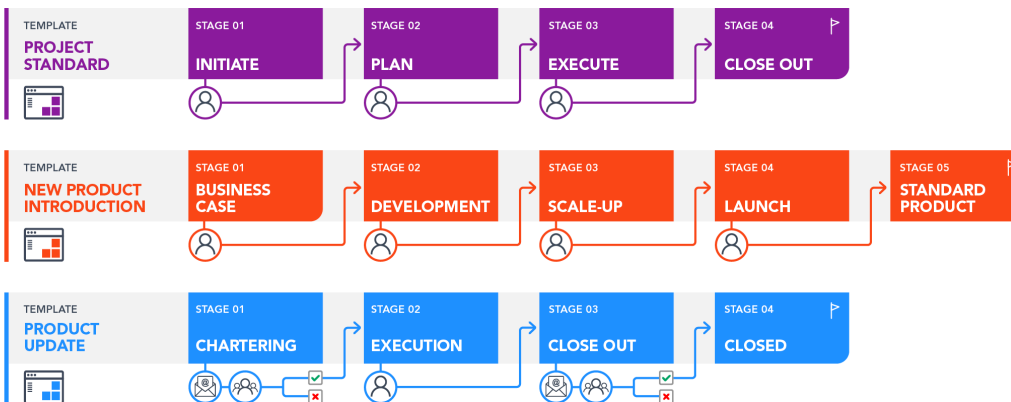 TEMPLATE
PROJECT
STANDARD
STAGE 01
INITIATE
STAGE 02
PLAN
STAGE 03
EXECUTE
STAGE 04
CLOSE OUT
TEMPLATE
NEW PRODUCT
INTRODUCTION
STAGE 01
BUSINESS
CASE
STAGE 02
DEVELOPMENT
STAGE 03
SCALE-UP
STAGE 04
LAUNCH
STAGE 05
STANDARD
PRODUCT
TEMPLATE
PRODUCT
UPDATE
STAGE 01
CHARTERING
@
STAGE 02
EXECUTION
STAGE 03
CLOSE OUT
@
STAGE 04
CLOSED